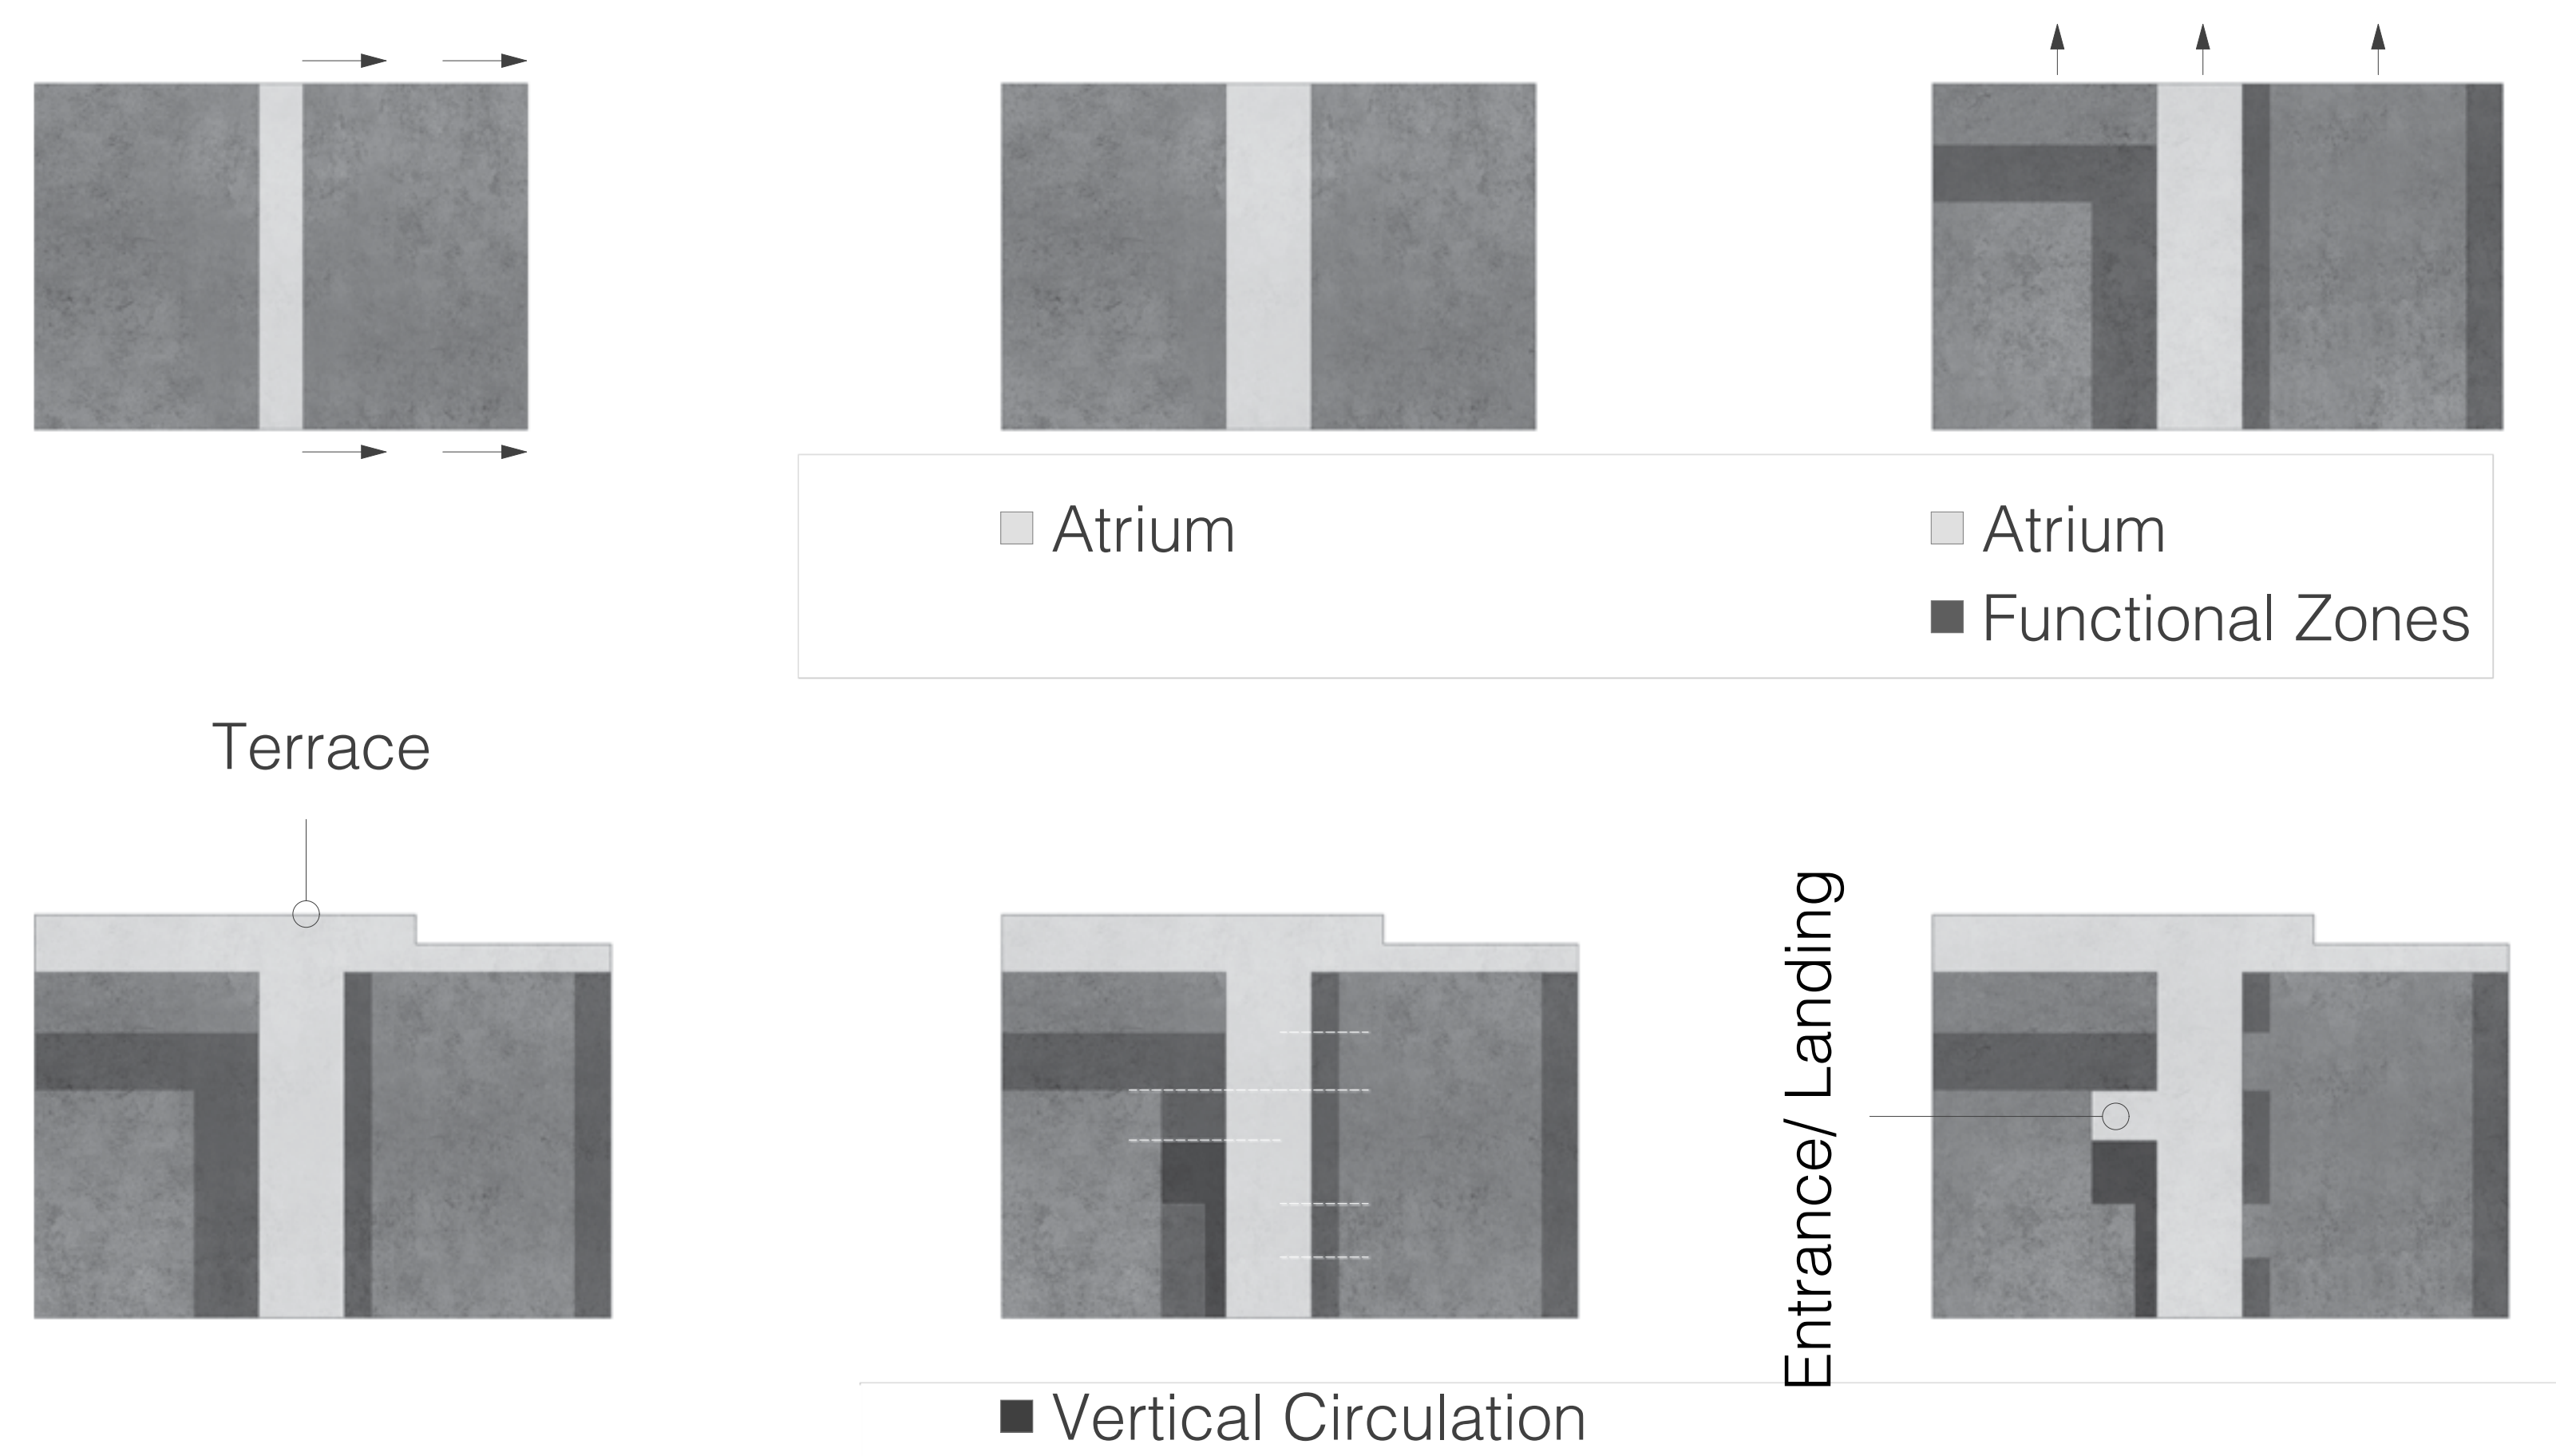 Atrium
Atrium
Functional Zones
Terrace
Entrance/ Landing
Vertical Circulation